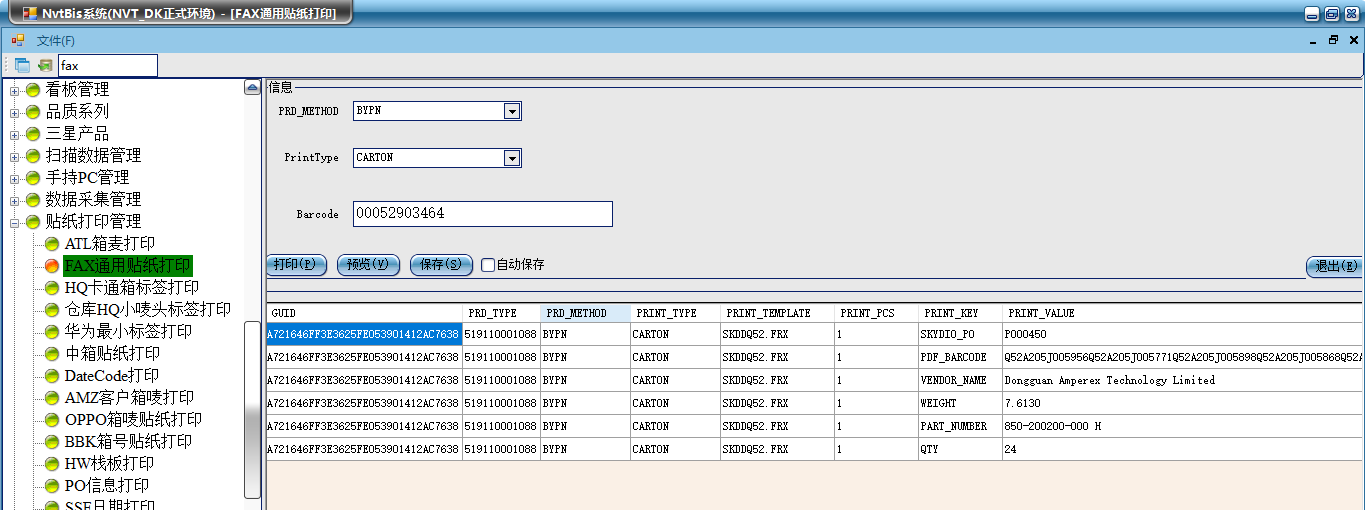 NvtBis系统(NVT_DK正式环境) - [FAX通用贴纸打印]
文件(F)
fax
看板管理
品质系列
三星产品
扫描数据管理
手持PC管理
数据采集管理
贴纸打印管理
ATL箱麦打印
FAX通用贴纸打印
HQ卡通箱标签打印
仓库HQ小唛头标签打印
华为最小标签打印
中箱贴纸打印
DateCode打印
AMZ客户箱唛打印
OPPO箱唛贴纸打印
BBK箱号贴纸打印
HW栈板打印
PO信息打印
SSF日期打印
信息
PRD_METHOD BYPN
PrintType CARTON
Barcode 00052903464
打印(P) 预览(V) 保存(S) 自动保存 退出(E)
GUID PRD_TYPE PRD_METHOD PRINT_TYPE PRINT_TEMPLATE PRINT_PCS PRINT_KEY PRINT_VALUE
A721646FF3E3625FE053901412AC7638 519110001088 BYPN CARTON SKDDQ52.FRX 1 SKYDIO_PO P000450
A721646FF3E3625FE053901412AC7638 519110001088 BYPN CARTON SKDDQ52.FRX 1 PDF_BARCODE Q52A205J005956Q52A205J005771Q52A205J005898Q52A205J005868Q52A
A721646FF3E3625FE053901412AC7638 519110001088 BYPN CARTON SKDDQ52.FRX 1 VENDOR_NAME Dongguan Amperex Technology Limited
A721646FF3E3625FE053901412AC7638 519110001088 BYPN CARTON SKDDQ52.FRX 1 WEIGHT 7.6130
A721646FF3E3625FE053901412AC7638 519110001088 BYPN CARTON SKDDQ52.FRX 1 PART_NUMBER 850-200200-000 H
A721646FF3E3625FE053901412AC7638 519110001088 BYPN CARTON SKDDQ52.FRX 1 QTY 24